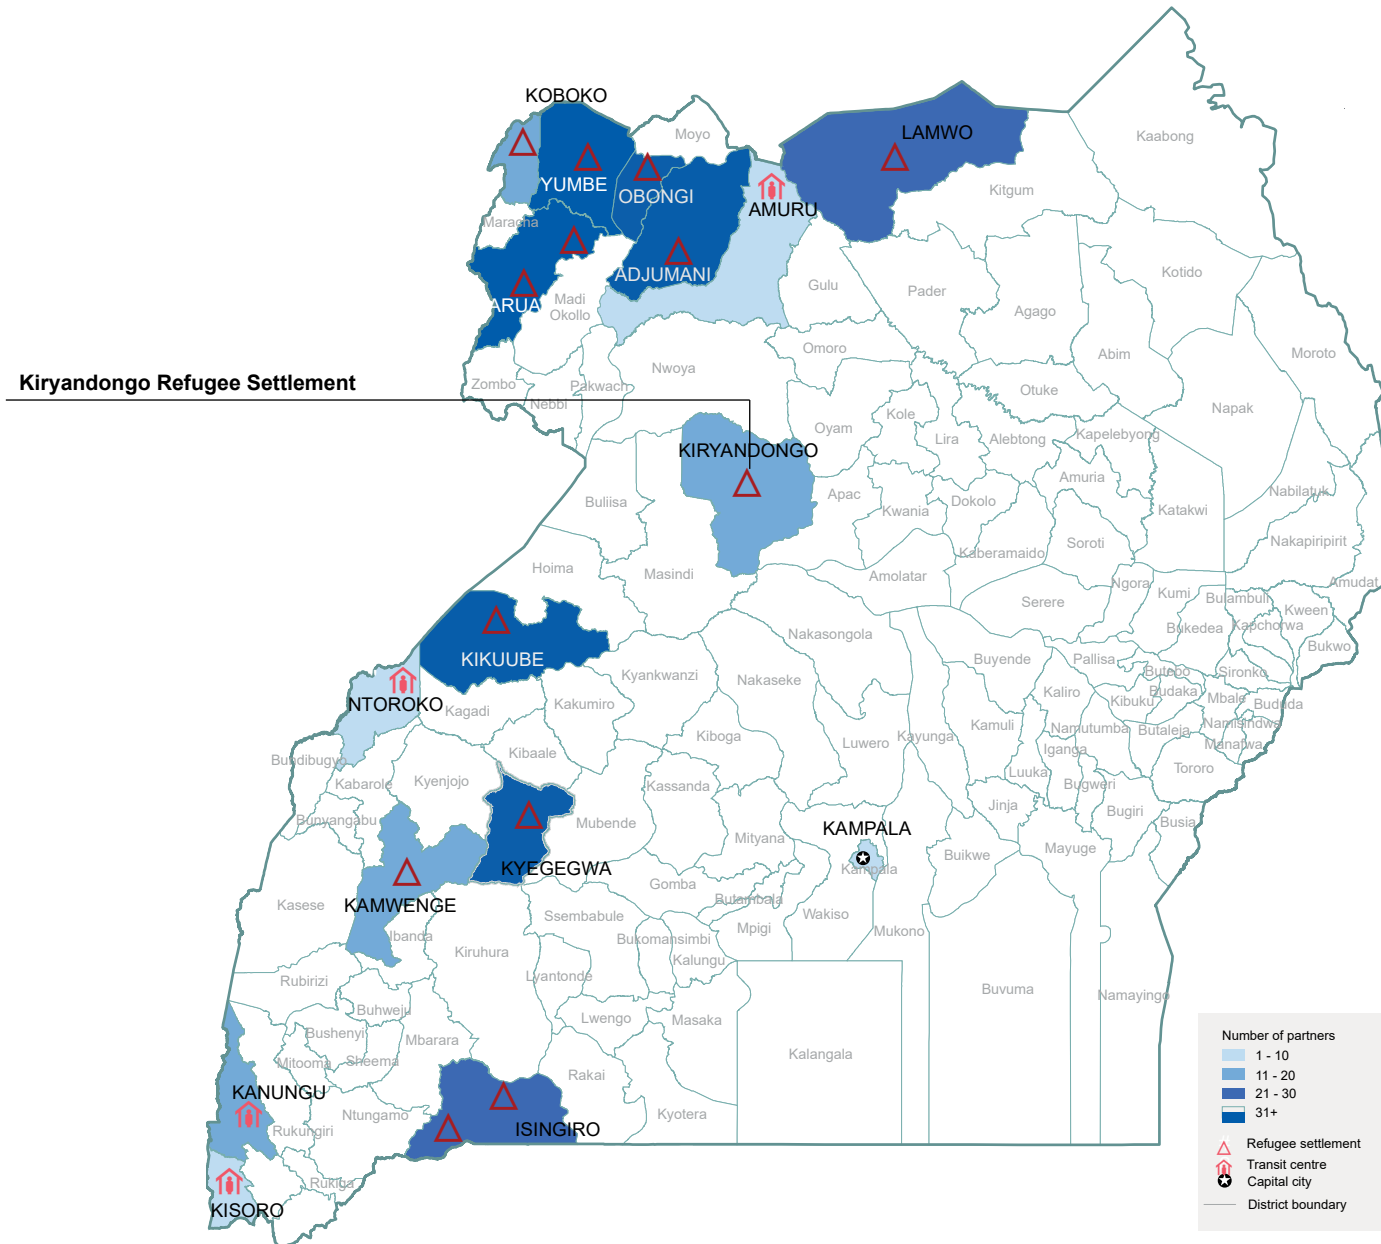 KOBOKO
Moyo
LAMWO
Kaabong
YUMBE
OBONGI
Kitgum
AMURU
Maracha
ADJUMANI
Kotido
Gulu
Pader
ARUA
Madi
Okollo
Agago
Omoro
Abim
Moroto
Nwoya
Kiryandongo Refugee Settlement
Zombo
Pakwach
Nebbi
Otuke
Napak
Kole
Oyam
Lira
Alebtong
Kapelebyong
KIRYANDONGO
Amuria
Buliisa
Apac
Kwania
Dokolo
Katakwi
Nabilatuk
Soroti
Nakapiripirit
Kaberamaido
Hoima
Masindi
Amolatar
Ngora
Amudat
Serere
Kumi
Bulambuli
Kween
Bukedea
Kapchorwa
Nakasongola
Bukwo
KIKUUBE
Buyende
Pallisa
Kyankwanzi
Nakaseke
Butebo
Sironko
NTOROKO
Kagadi
Kakumiro
Kaliro
Kibuku
Budaka
Mbale
Bududa
Kamuli
Namutumba
Butaleja
Namisindwa
Kiboga
Luwero
Kayunga
Iganga
Manafwa
Bundibugyo
Kibaale
Luuka
Tororo
Kabarole
Kyenjojo
Kassanda
Bugweri
Jinja
Bugiri
Bunyangabu
Mubende
Mityana
KAMPALA
Busia
Buikwe
Mayuge
KYEGEGWA
Kampala
Gomba
Butambala
KAMWENGE
Kasese
Ssembabule
Wakiso
Ibanda
Bukomansimbi
Mpigi
Mukono
Kiruhura
Kalungu
Rubirizi
Lyantonde
Buvuma
Namayingo
Buhweju
Lwengo
Masaka
Bushenyi
Mbarara
Mitooma
Sheema
Kalangala
Rakai
KANUNGU
Ntungamo
Kyotera
Rukungiri
ISINGIRO
Rukiga
KISORO
Number of partners
1 - 10
11 - 20
21 - 30
31+
Refugee settlement
Transit centre
Capital city
District boundary